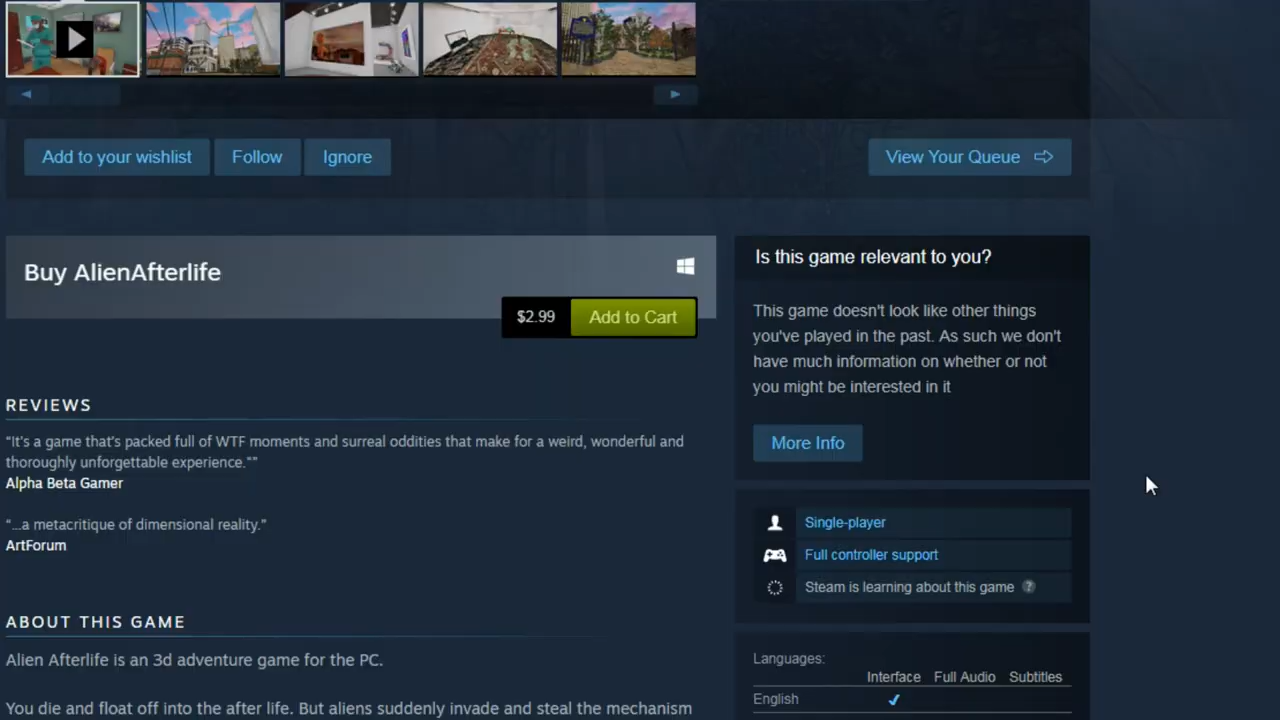 Add to your wishlist
Follow
Ignore
View Your Queue
Buy AlienAfterlife
$2.99
Add to Cart
REVIEWS
“It's a game that's packed full of WTF moments and surreal oddities that make for a weird, wonderful and
thoroughly unforgettable experience.””
Alpha Beta Gamer
“...a metacritique of dimensional reality.”
ArtForum
ABOUT THIS GAME
Alien Afterlife is an 3d adventure game for the PC.
You die and float off into the after life. But aliens suddenly invade and steal the mechanism
Is this game relevant to you?
This game doesn't look like other things
you've played in the past. As such we don't
have much information on whether or not
you might be interested in it
More Info
Single-player
Full controller support
Steam is learning about this game ?
Languages:
Interface Full Audio Subtitles
English